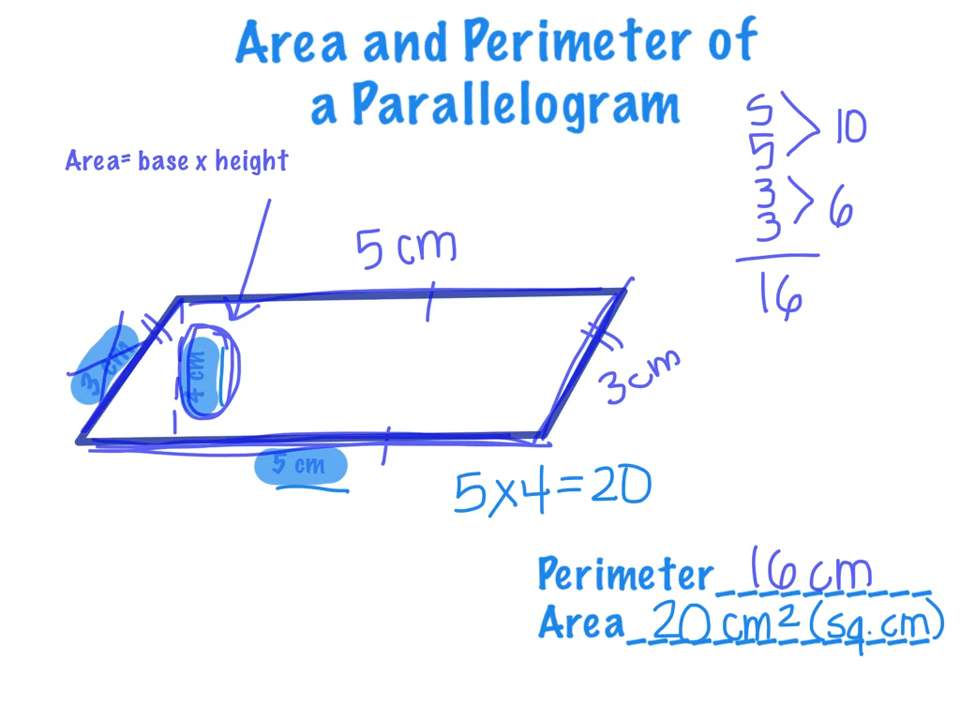 Area and Perimeter of
a Parallelogram
Area= base x height
5 > 10
5
3 > 6
3
16
5 cm
3 cm
4 cm
3cm
5 cm
5x4=20
Perimeter 16 cm
Area 20 cm² (sq. cm)